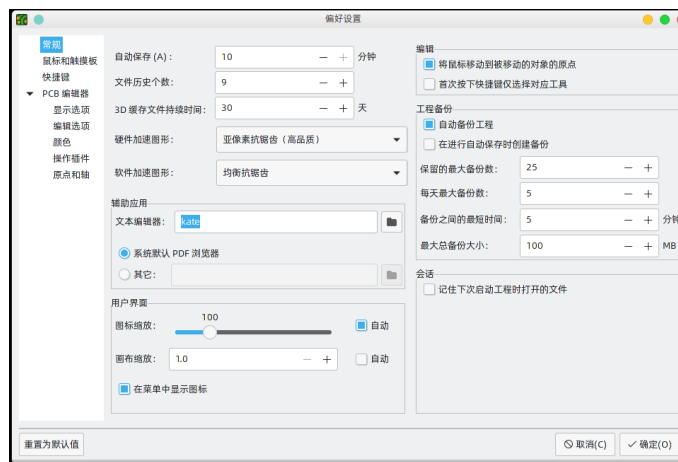 偏好设置
常规
鼠标和触摸板
快捷键
PCB 编辑器
显示选项
编辑选项
颜色
操作插件
原点和轴
自动保存 (A) : 10 分钟
文件历史个数: 9
3D 缓存文件持续时间: 30 天
硬件加速图形: 亚像素抗锯齿（高品质）
软件加速图形: 均衡抗锯齿
辅助应用
文本编辑器: kate
系统默认 PDF 浏览器
其它:
用户界面
100
图标缩放: 自动
画布缩放: 1.0 自动
在菜单中显示图标
编辑
将鼠标移动到被移动的对象的原点
首次按下快捷键仅选择对应工具
工程备份
自动备份工程
在进行自动保存时创建备份
保留的最大备份数: 25
每天最大备份数: 5
备份之间的最短时间: 5 分钟
最大总备份大小: 100 MB
会话
记住下次启动工程时打开的文件
重置为默认值
取消(C)
确定(O)